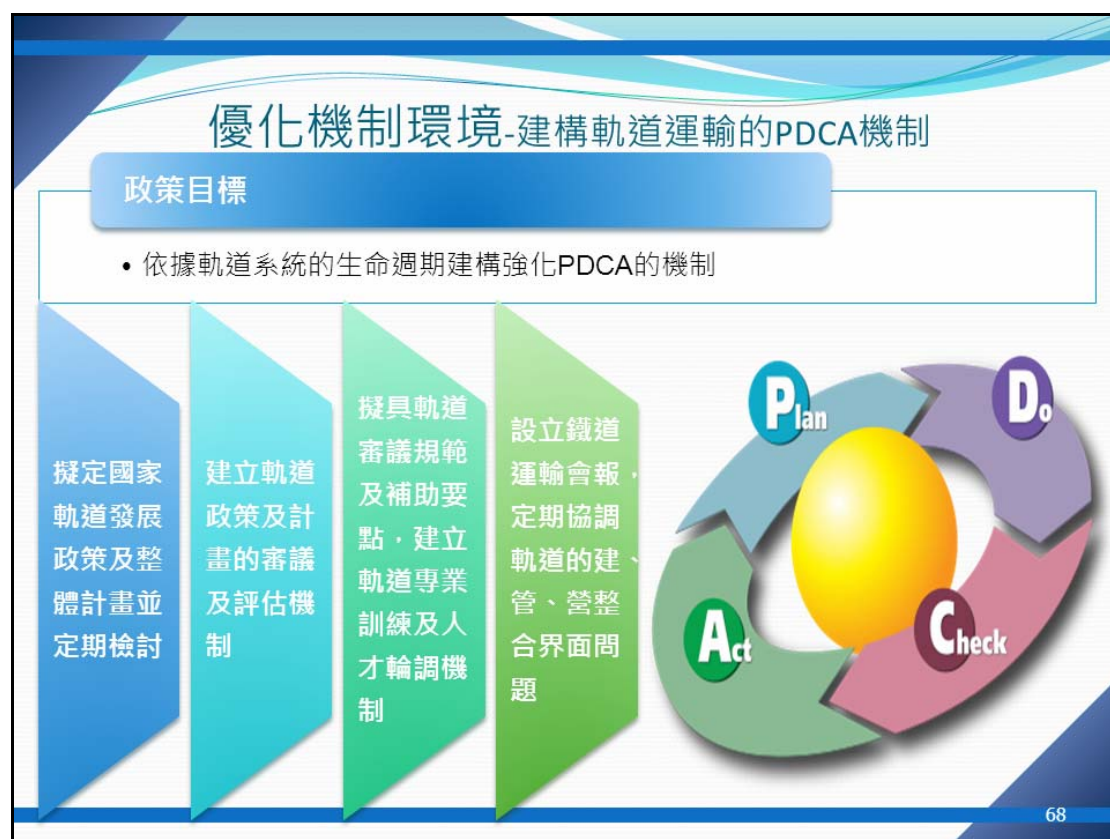 優化機制環境-建構軌道運輸的PDCA機制
政策目標
• 依據軌道系統的生命週期建構強化PDCA的機制
擬定國家
軌道發展
政策及整
體計畫並
定期檢討
建立軌道
政策及計
畫的審議
及評估機
制
擬具軌道
審議規範
及補助要
點，建立
軌道專業
訓練及人
才輪調機
制
設立鐵道
運輸會報，
定期協調
軌道的建、
管、營整
合界面問
題
Plan
Do
Act
Check
68